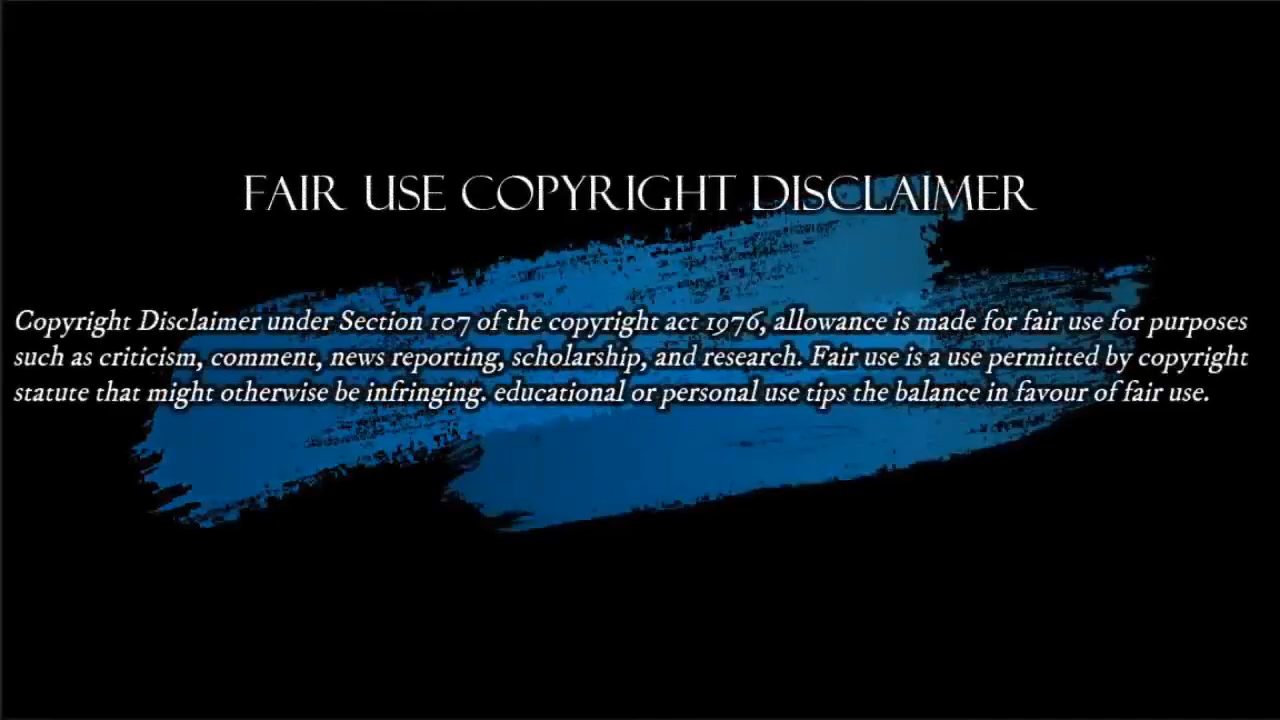 FAIR USE COPYRIGHT DISCLAIMER
Copyright Disclaimer under Section 107 of the copyright act 1976, allowance is made for fair use for purposes
such as criticism, comment, news reporting, scholarship, and research. Fair use is a use permitted by copyright
statute that might otherwise be infringing. educational or personal use tips the balance in favour of fair use.